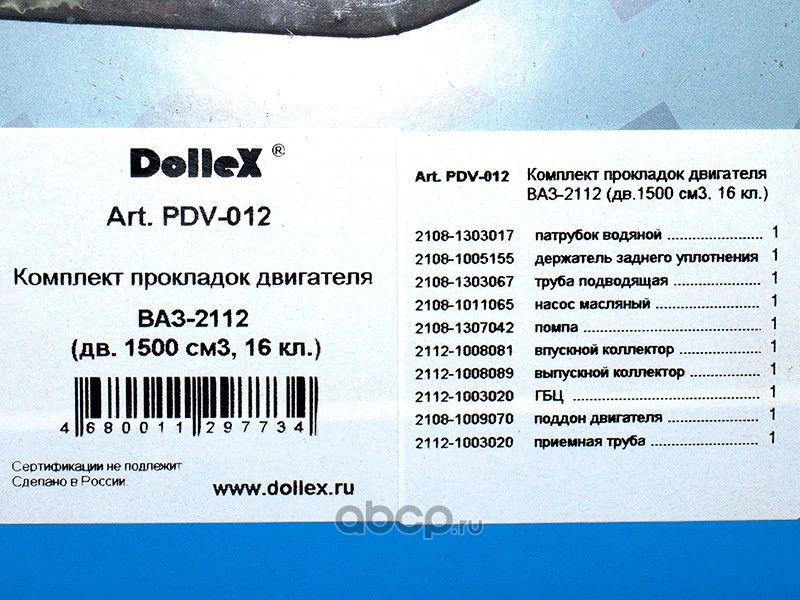 DolleX ®
Art. PDV-012
Комплект прокладок двигателя
ВАЗ-2112
(дв. 1500 см3, 16 кл.)
4 680011 297734
Сертификации не подлежит
Сделано в России.
www.dollex.ru
Art. PDV-012 Комплект прокладок двигателя
ВАЗ-2112 (дв.1500 см3, 16 кл.)
2108-1303017 патрубок водяной ........................ 1
2108-1005155 держатель заднего уплотнения 1
2108-1303067 труба подводящая ...................... 1
2108-1011065 насос масляный .......................... 1
2108-1307042 помпа ........................................... 1
2112-1008081 впускной коллектор .................... 1
2112-1008089 выпускной коллектор .................. 1
2112-1003020 ГБЦ ............................................... 1
2108-1009070 поддон двигателя ....................... 1
2112-1003020 приемная труба .......................... 1
abcp.ru